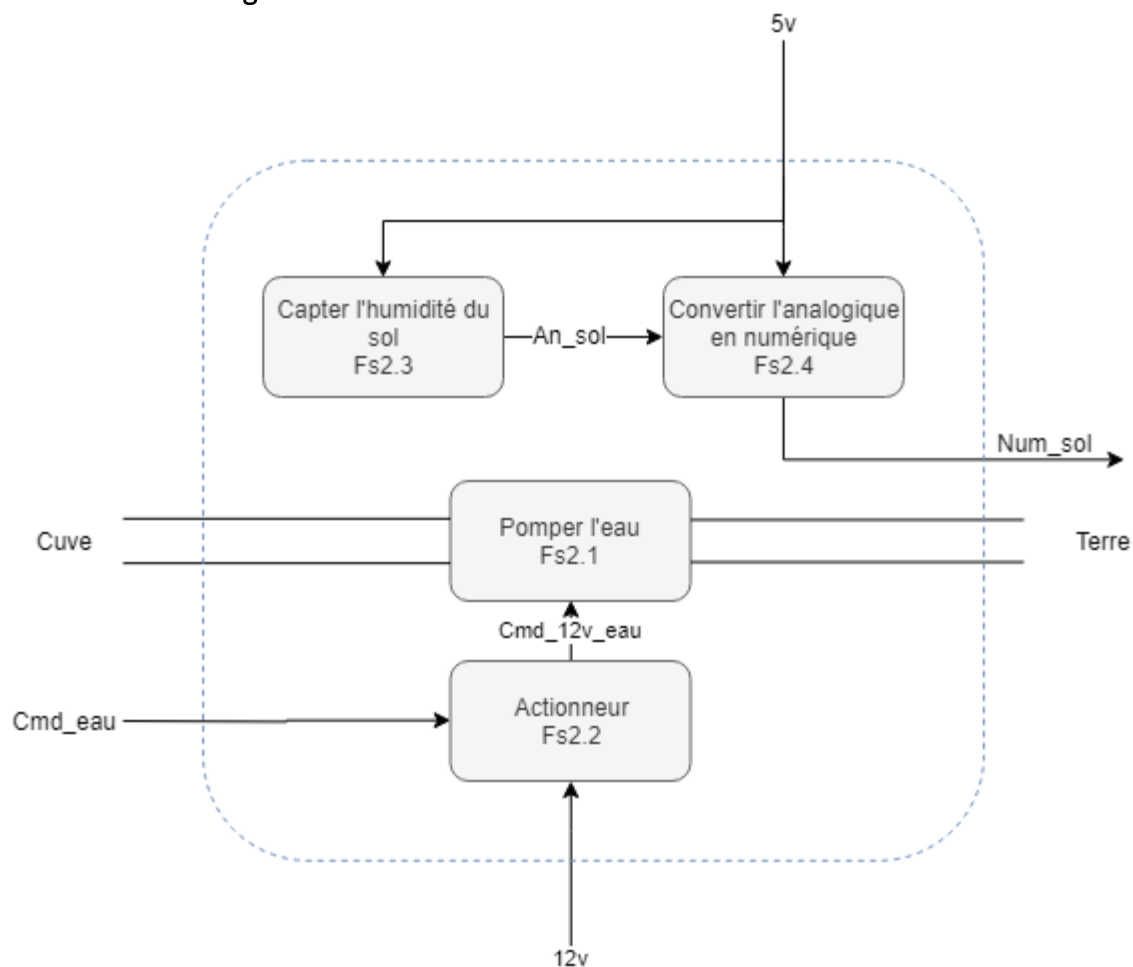 5v
Capter l'humidité du
sol
Fs2.3
An_sol
Convertir l'analogique
en numérique
Fs2.4
Num_sol
Cuve
Pomper l'eau
Fs2.1
Terre
Cmd_12v_eau
Cmd_eau
Actionneur
Fs2.2
12v